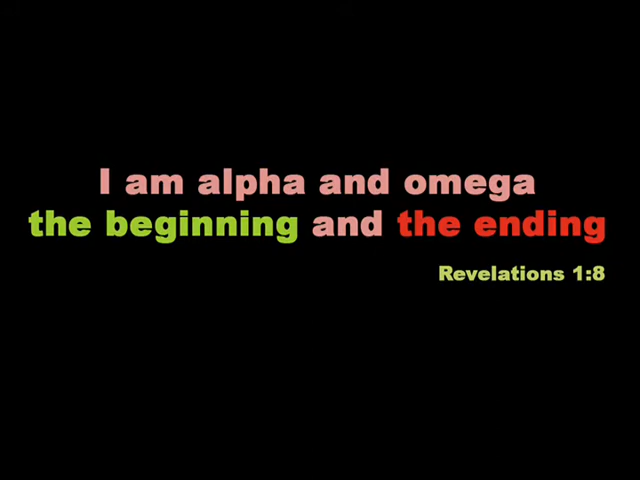 I am alpha and omega
the beginning and the ending
Revelations 1:8